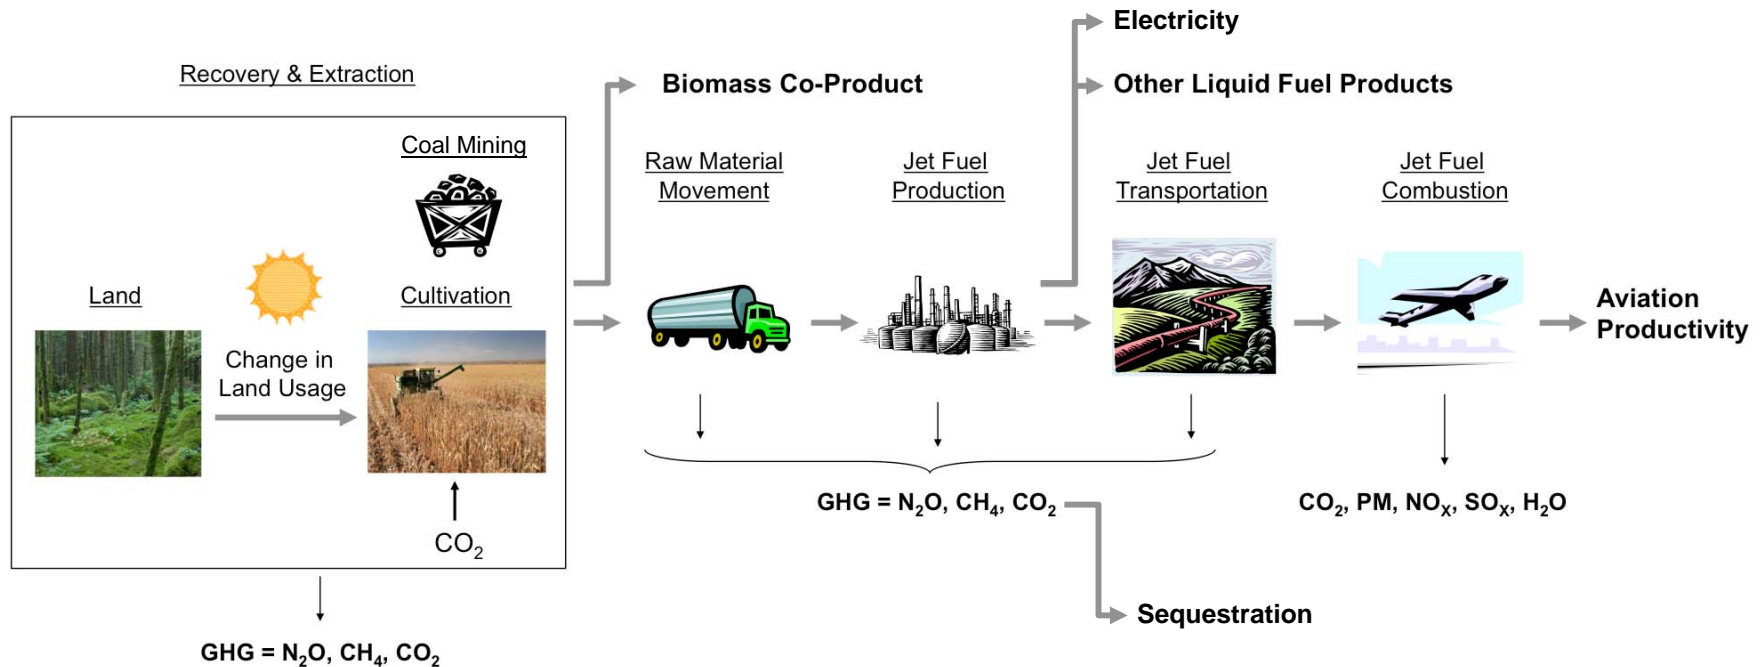 Electricity
Recovery & Extraction
Biomass Co-Product
Other Liquid Fuel Products
Coal Mining
Raw Material
Movement
Jet Fuel
Production
Jet Fuel
Transportation
Jet Fuel
Combustion
Land
Cultivation
Change in
Land Usage
Aviation
Productivity
CO₂
GHG = N₂O, CH₄, CO₂
CO₂, PM, NOₓ, SOₓ, H₂O
Sequestration
GHG = N₂O, CH₄, CO₂